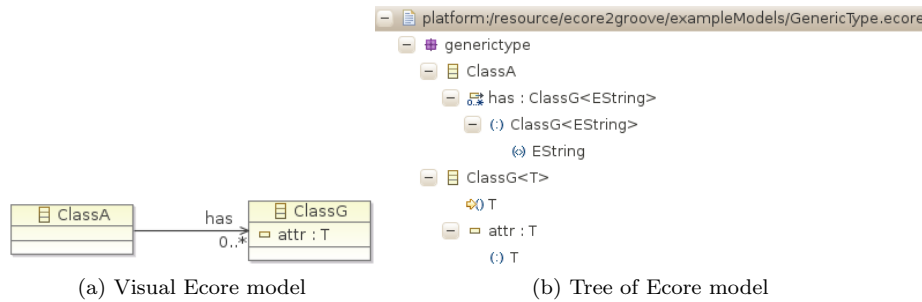 platform:/resource/ecore2groove/exampleModels/GenericType.ecore
generictype
ClassA
has : ClassG<EString>
ClassG<EString>
EString
ClassG<T>
T
attr : T
T
ClassA
has
0..*
ClassG
attr : T
(a) Visual Ecore model
(b) Tree of Ecore model